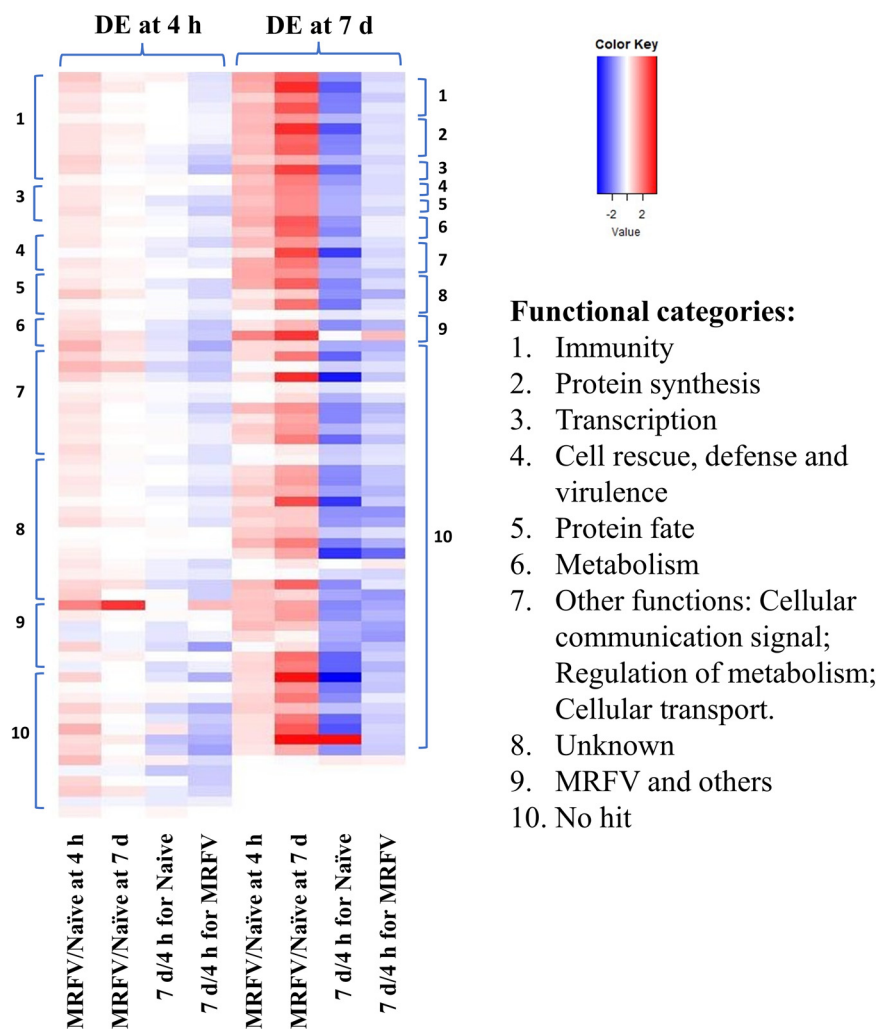 DE at 4 h
DE at 7 d
1
3
4
5
6
7
8
9
10
1
2
3
4
5
6
7
8
9
10
MRFV/Naïve at 4 h
MRFV/Naïve at 7 d
7 d/4 h for Naive
7 d/4 h for MRFV
MRFV/Naïve at 4 h
MRFV/Naïve at 7 d
7 d/4 h for Naïve
7 d/4 h for MRFV
Color Key
-2 2
Value
Functional categories:
1. Immunity
2. Protein synthesis
3. Transcription
4. Cell rescue, defense and
virulence
5. Protein fate
6. Metabolism
7. Other functions: Cellular
communication signal;
Regulation of metabolism;
Cellular transport.
8. Unknown
9. MRFV and others
10. No hit